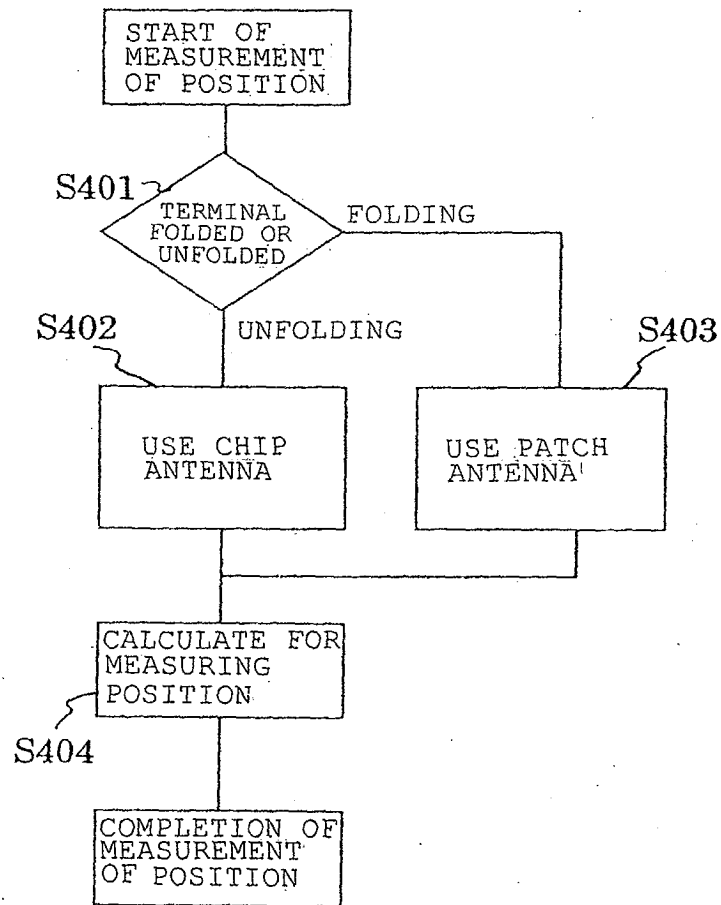 START OF
MEASUREMENT
OF POSITION
S401
TERMINAL
FOLDED OR
UNFOLDED
FOLDING
S402
UNFOLDING
S403
USE CHIP
ANTENNA
USE PATCH
ANTENNA
CALCULATE FOR
MEASURING
POSITION
S404
COMPLETION OF
MEASUREMENT
OF POSITION